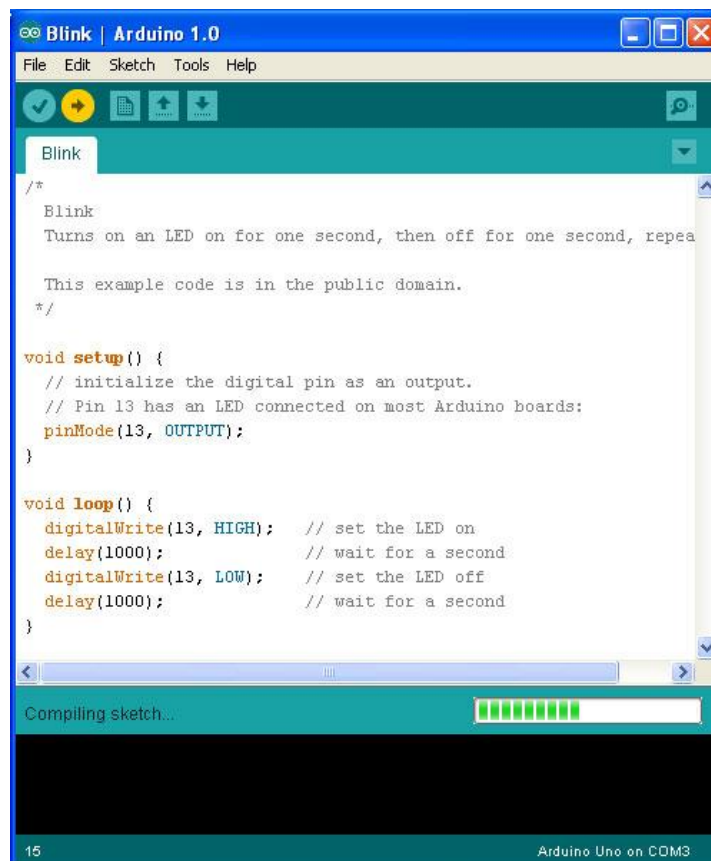 Blink | Arduino 1.0
File Edit Sketch Tools Help
Blink
/*
  Blink
  Turns on an LED on for one second, then off for one second, repea

  This example code is in the public domain.
 */

void setup() {
  // initialize the digital pin as an output.
  // Pin 13 has an LED connected on most Arduino boards:
  pinMode(13, OUTPUT);
}

void loop() {
  digitalWrite(13, HIGH);   // set the LED on
  delay(1000);              // wait for a second
  digitalWrite(13, LOW);    // set the LED off
  delay(1000);              // wait for a second
}
Compiling sketch...
15 Arduino Uno on COM3